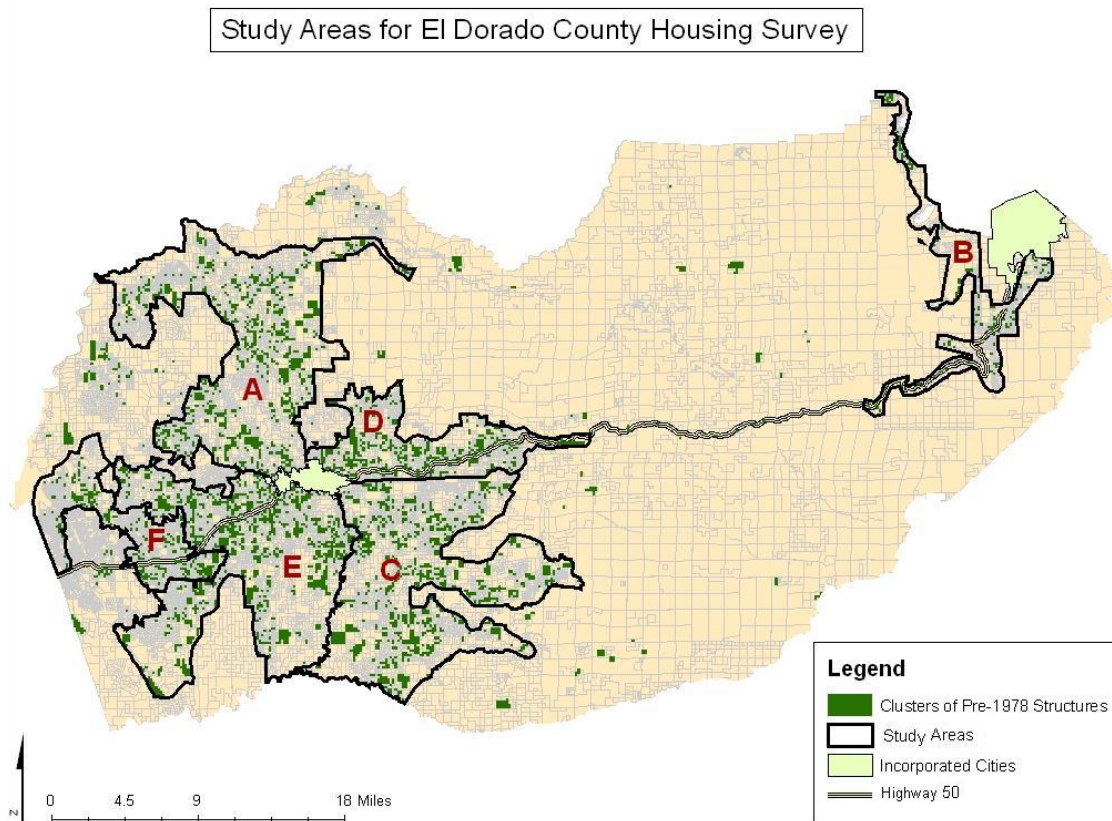 Study Areas for El Dorado County Housing Survey
B
A
D
F
E
C
Legend
Clusters of Pre-1978 Structures
Study Areas
Incorporated Cities
Highway 50
N
0 4.5 9 18 Miles